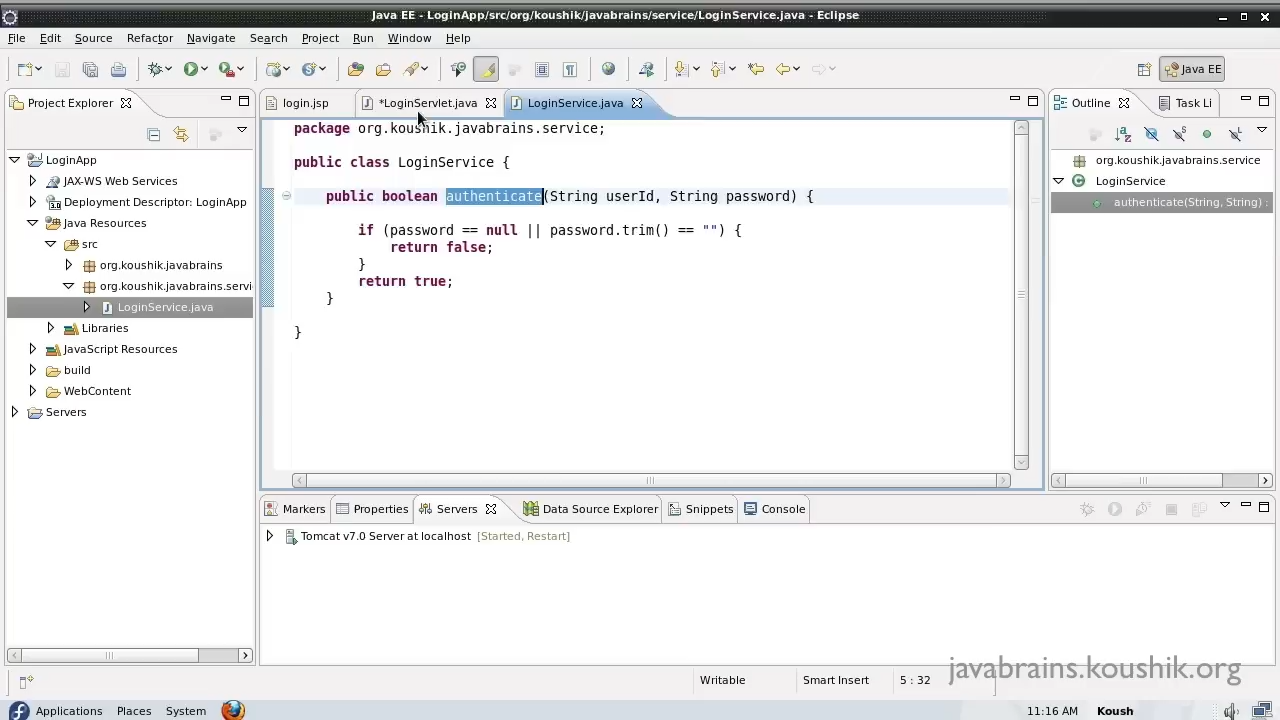 Java EE - LoginApp/src/org/koushik/javabrains/service/LoginService.java - Eclipse
File Edit Source Refactor Navigate Search Project Run Window Help
Java EE
Project Explorer
login.jsp *LoginServlet.java LoginService.java
Outline Task Li
LoginApp
JAX-WS Web Services
Deployment Descriptor: LoginApp
Java Resources
src
org.koushik.javabrains
org.koushik.javabrains.servi
LoginService.java
Libraries
JavaScript Resources
build
WebContent
Servers
package org.koushik.javabrains.service;
public class LoginService {
public boolean authenticate(String userId, String password) {
if (password == null || password.trim() == "") {
return false;
}
return true;
}
}
org.koushik.javabrains.service
LoginService
authenticate(String, String) :
Markers Properties Servers Data Source Explorer Snippets Console
Tomcat v7.0 Server at localhost [Started, Restart]
javabrains.koushik.org
Writable Smart Insert 5 : 32
Applications Places System 11:16 AM Koush